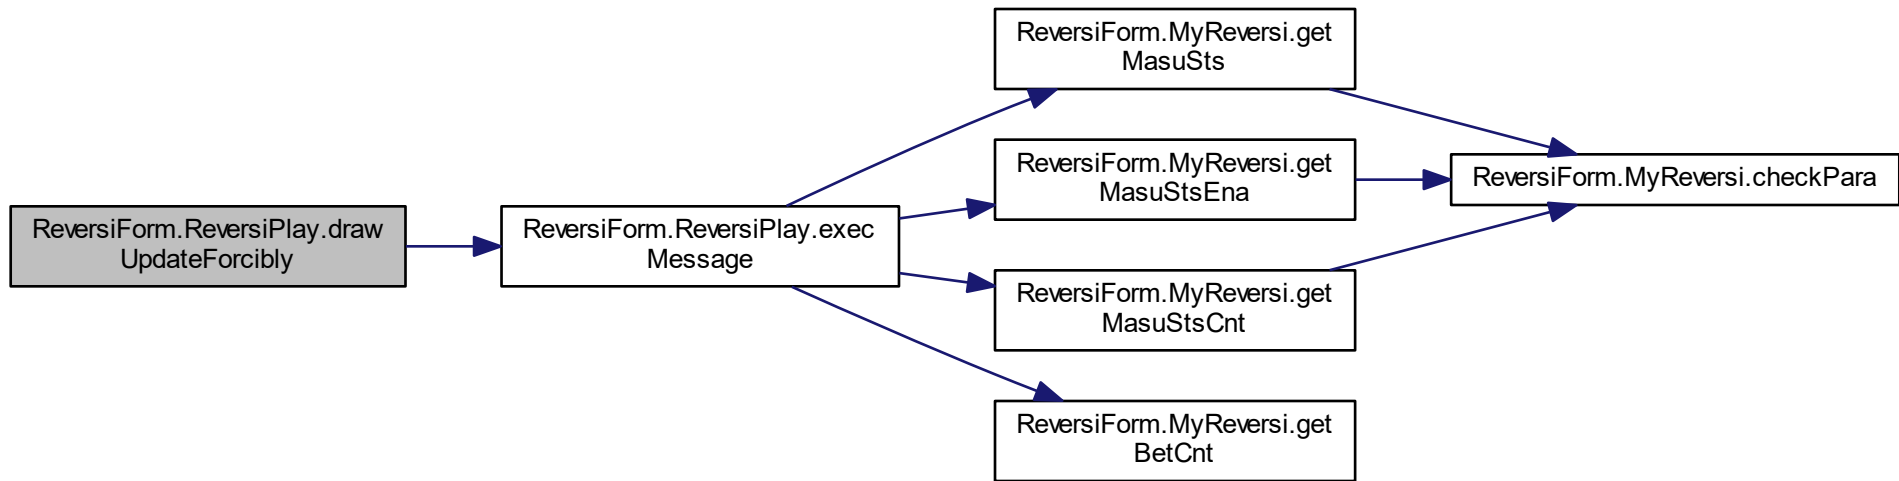 ReversiForm.ReversiPlay.draw
UpdateForcibly
ReversiForm.ReversiPlay.exec
Message
ReversiForm.MyReversi.get
MasuSts
ReversiForm.MyReversi.get
MasuStsEna
ReversiForm.MyReversi.get
MasuStsCnt
ReversiForm.MyReversi.get
BetCnt
ReversiForm.MyReversi.checkPara